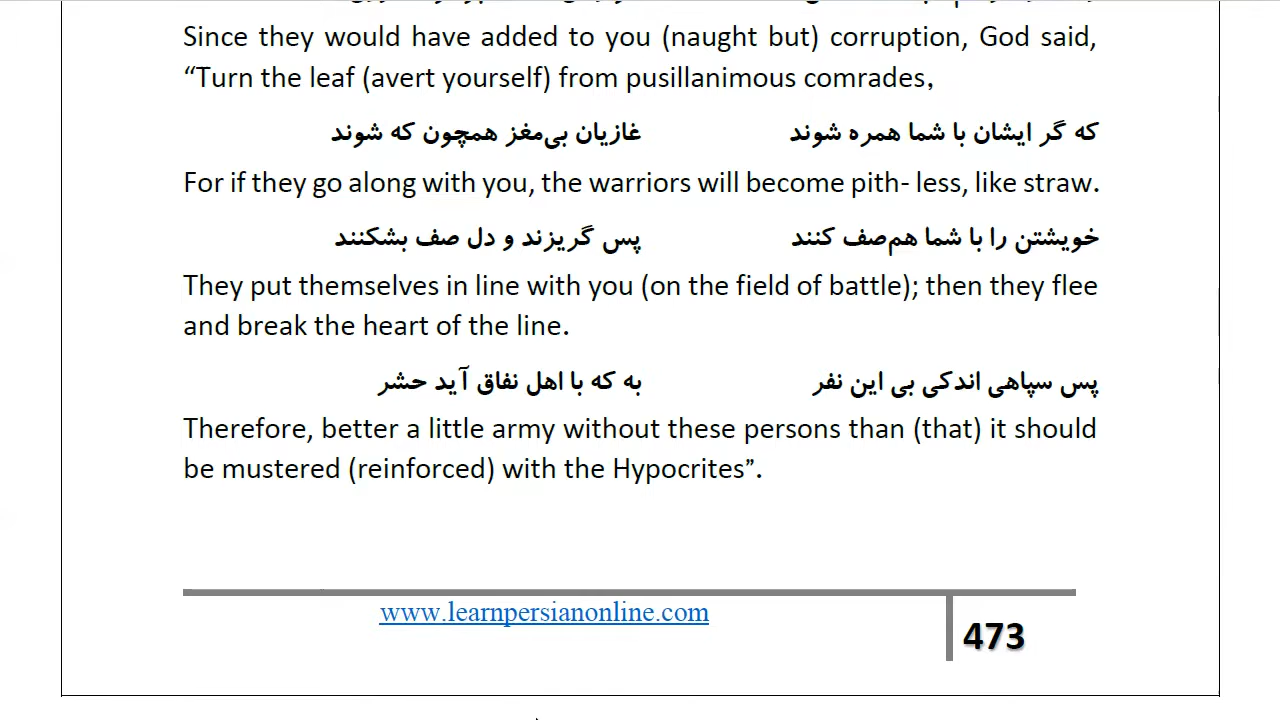 Since they would have added to you (naught but) corruption, God said,
“Turn the leaf (avert yourself) from pusillanimous comrades,
که گر ایشان با شما همره شوند غازیان بی‌مغز همچون که شوند
For if they go along with you, the warriors will become pith- less, like straw.
خویشتن را با شما هم‌صف کنند پس گریزند و دل صف بشکنند
They put themselves in line with you (on the field of battle); then they flee
and break the heart of the line.
پس سپاهی اندکی بی این نفر به که با اهل نفاق آید حشر
Therefore, better a little army without these persons than (that) it should
be mustered (reinforced) with the Hypocrites”.
www.learnpersianonline.com
473